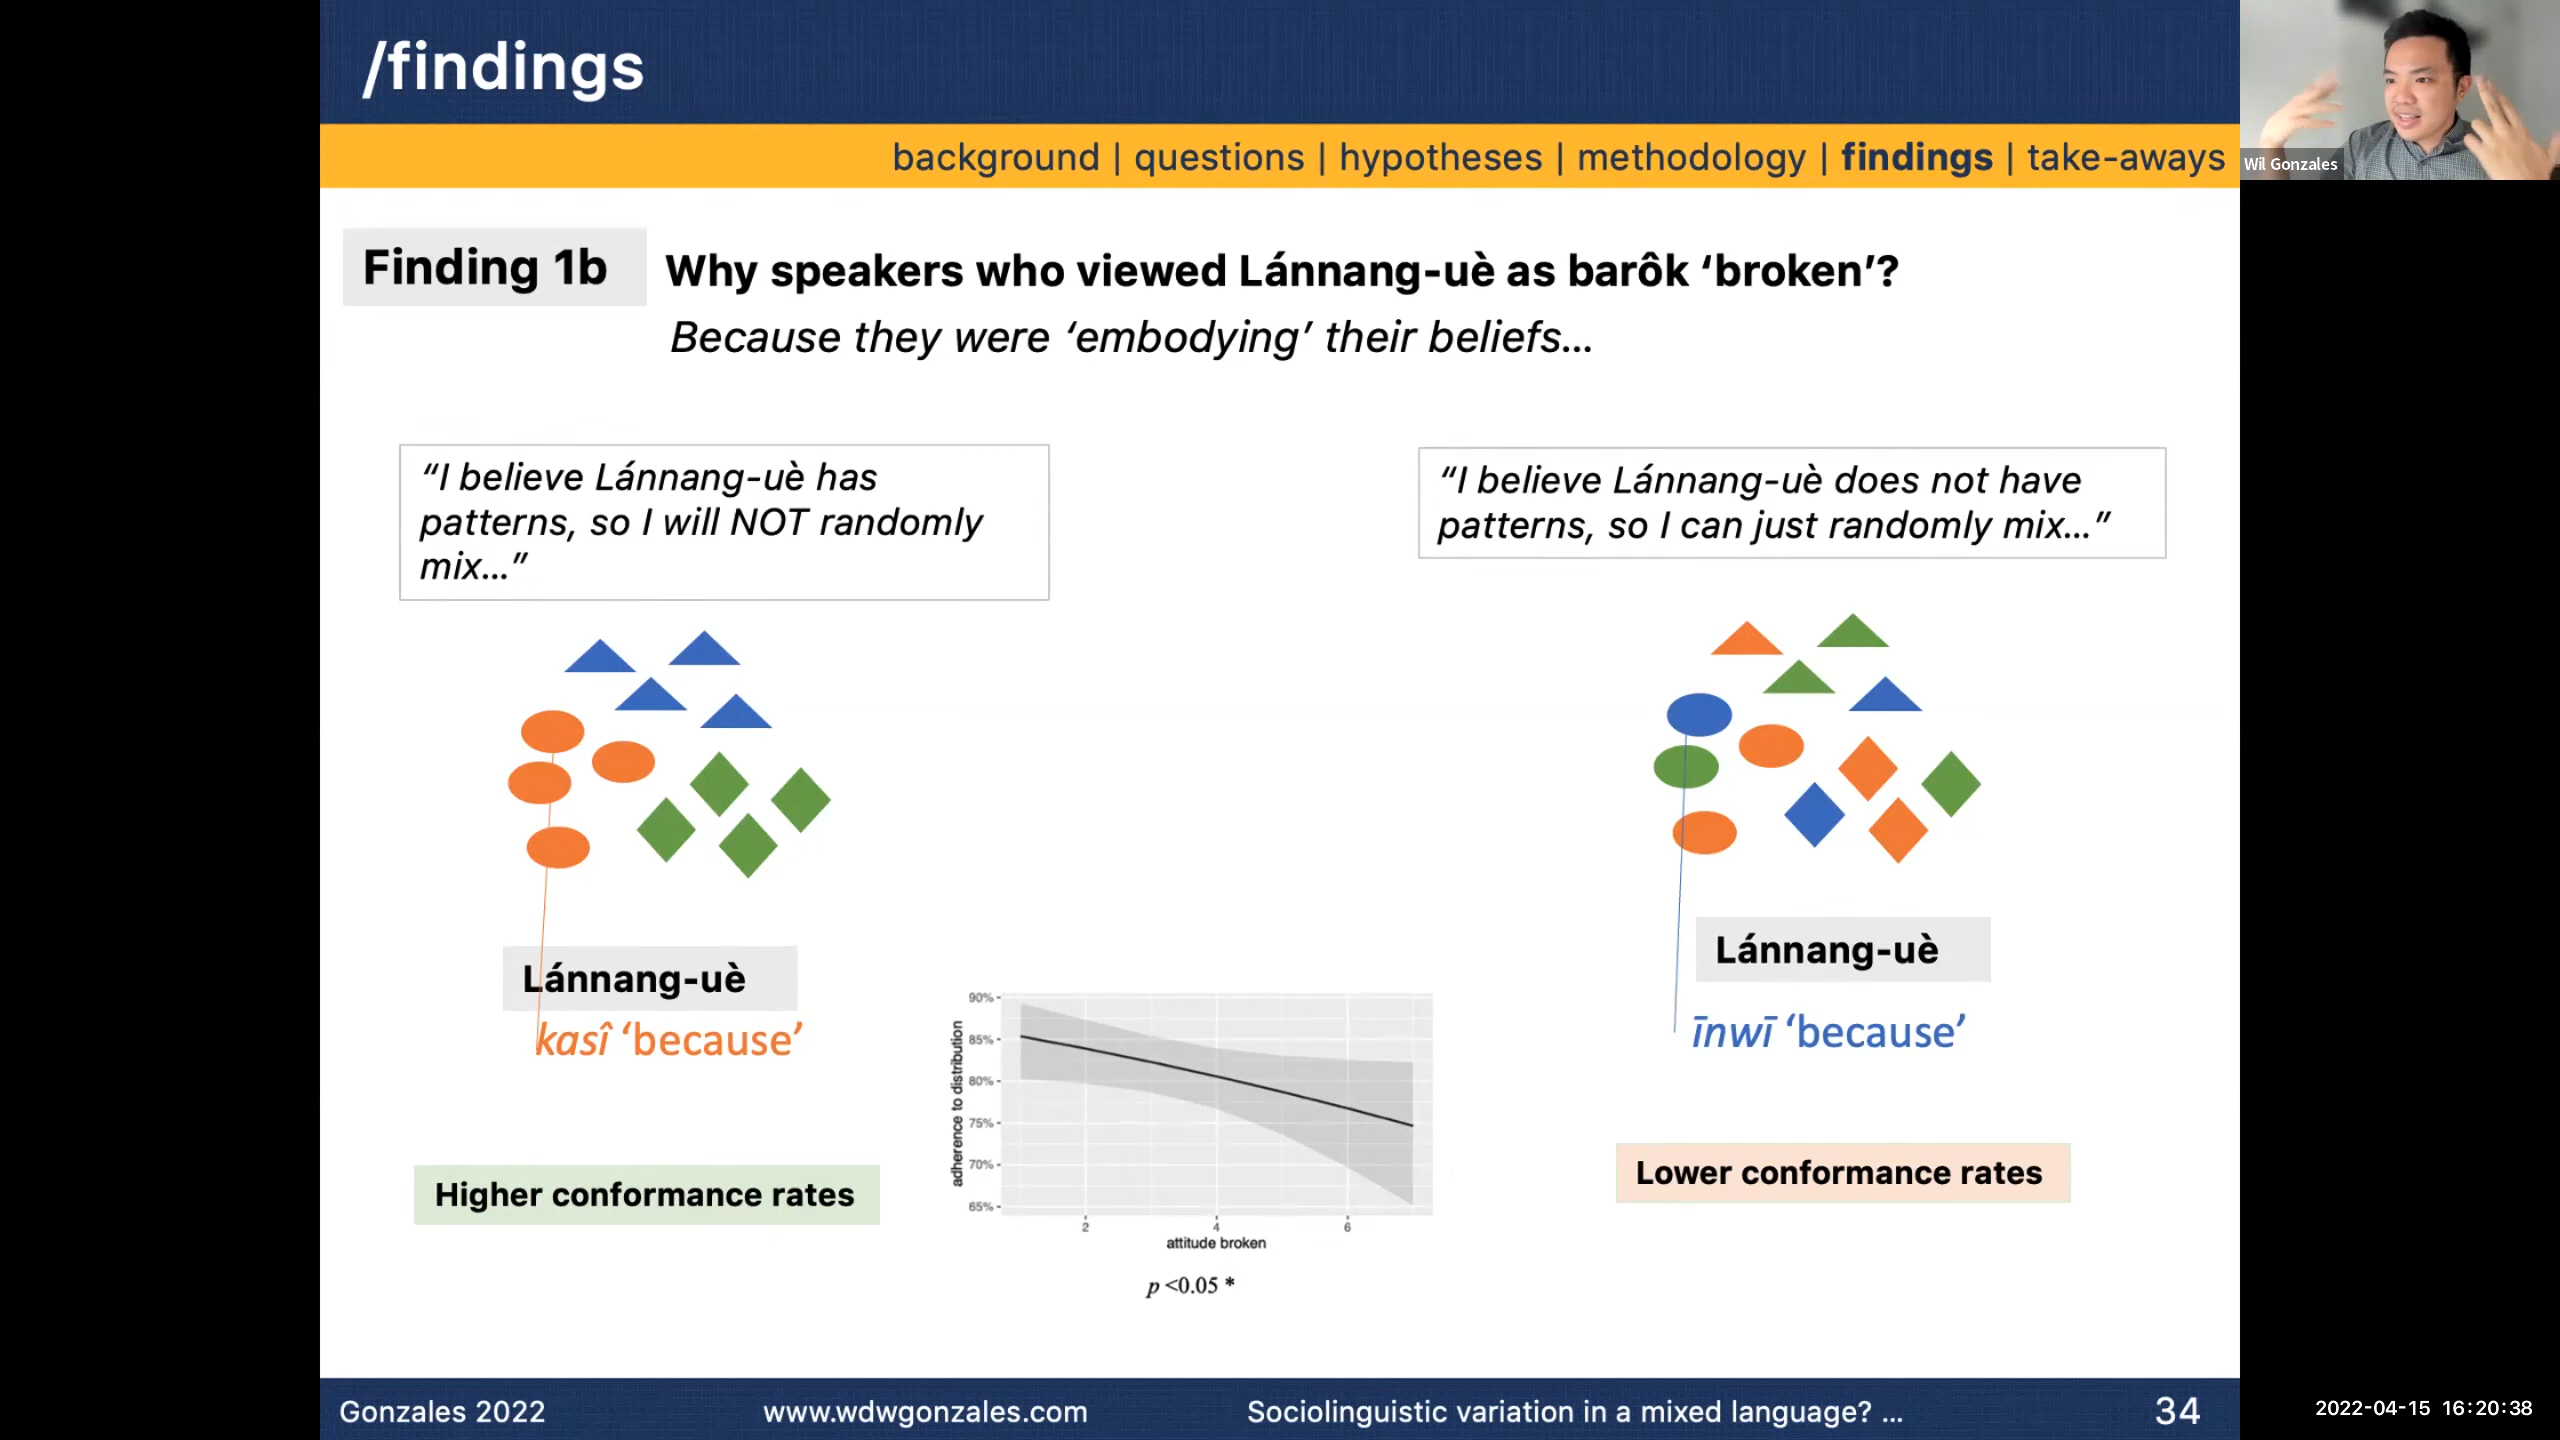 /findings
background | questions | hypotheses | methodology | findings | take-aways
Wil Gonzales
Finding 1b
Why speakers who viewed Lánnang-uè as barôk ‘broken’?
Because they were ‘embodying’ their beliefs...
“I believe Lánnang-uè has
patterns, so I will NOT randomly
mix...”
“I believe Lánnang-uè does not have
patterns, so I can just randomly mix...”
Lánnang-uè
kasî ‘because’
Higher conformance rates
adherence to distribution
90%
85%
80%
75%
70%
65%
2 4 6
attitude broken
p <0.05 *
Lánnang-uè
īnwī ‘because’
Lower conformance rates
Gonzales 2022
www.wdwgonzales.com
Sociolinguistic variation in a mixed language? ...
34
2022-04-15 16:20:38